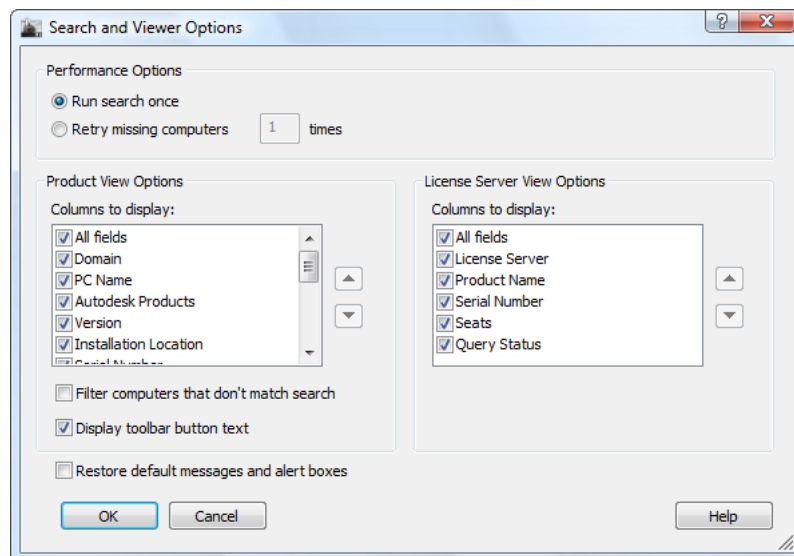 Search and Viewer Options
Performance Options
Run search once
Retry missing computers 1 times
Product View Options
Columns to display:
All fields
Domain
PC Name
Autodesk Products
Version
Installation Location
Serial Number
Filter computers that don't match search
Display toolbar button text
License Server View Options
Columns to display:
All fields
License Server
Product Name
Serial Number
Seats
Query Status
Restore default messages and alert boxes
OK Cancel Help